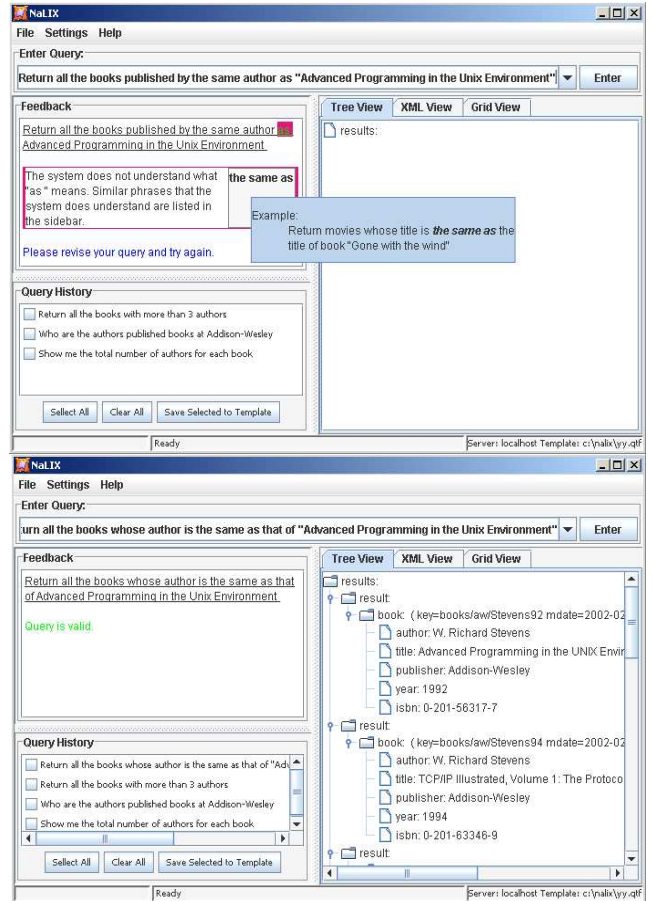 NaLIX
File Settings Help
Enter Query:
Return all the books published by the same author as "Advanced Programming in the Unix Environment" Enter
Feedback
Return all the books published by the same author as
Advanced Programming in the Unix Environment
The system does not understand what
"as " means. Similar phrases that the
system does understand are listed in
the sidebar.
the same as
Please revise your query and try again.
Example:
Return movies whose title is the same as the
title of book "Gone with the wind"
Query History
Return all the books with more than 3 authors
Who are the authors published books at Addison-Wesley
Show me the total number of authors for each book
Sellect All Clear All Save Selected to Template
Tree View XML View Grid View
results:
Ready Server: localhost Template: c:\nalix\yy.qtf
NaLIX
File Settings Help
Enter Query:
urn all the books whose author is the same as that of "Advanced Programming in the Unix Environment" Enter
Feedback
Return all the books whose author is the same as that
of Advanced Programming in the Unix Environment
Query is valid.
Query History
Return all the books whose author is the same as that of "Adv
Return all the books with more than 3 authors
Who are the authors published books at Addison-Wesley
Show me the total number of authors for each book
Sellect All Clear All Save Selected to Template
Tree View XML View Grid View
results:
result:
book: ( key=books/aw/Stevens92 mdate=2002-02
author: W. Richard Stevens
title: Advanced Programming in the UNIX Envir
publisher: Addison-Wesley
year: 1992
isbn: 0-201-56317-7
result:
book: ( key=books/aw/Stevens94 mdate=2002-02
author: W. Richard Stevens
title: TCP/IP Illustrated, Volume 1: The Protoco
publisher: Addison-Wesley
year: 1994
isbn: 0-201-63346-9
result:
Ready Server: localhost Template: c:\nalix\yy.qtf